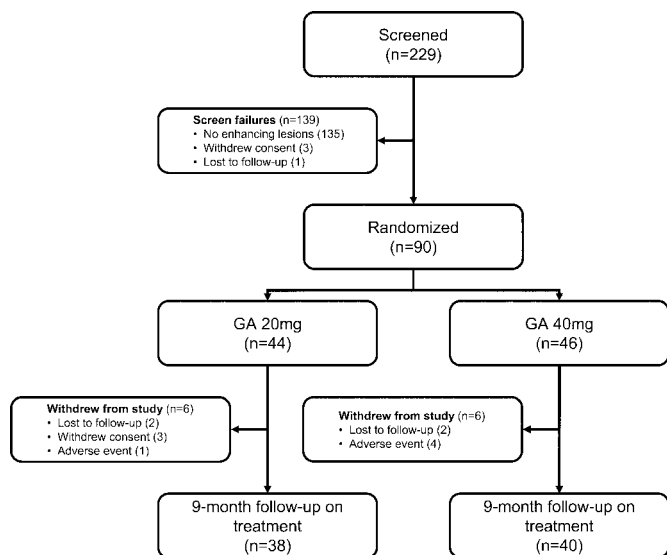 Screened
(n=229)
Screen failures (n=139)
• No enhancing lesions (135)
• Withdrew consent (3)
• Lost to follow-up (1)
Randomized
(n=90)
GA 20mg
(n=44)
GA 40mg
(n=46)
Withdrew from study (n=6)
• Lost to follow-up (2)
• Withdrew consent (3)
• Adverse event (1)
Withdrew from study (n=6)
• Lost to follow-up (2)
• Adverse event (4)
9-month follow-up on
treatment
(n=38)
9-month follow-up on
treatment
(n=40)